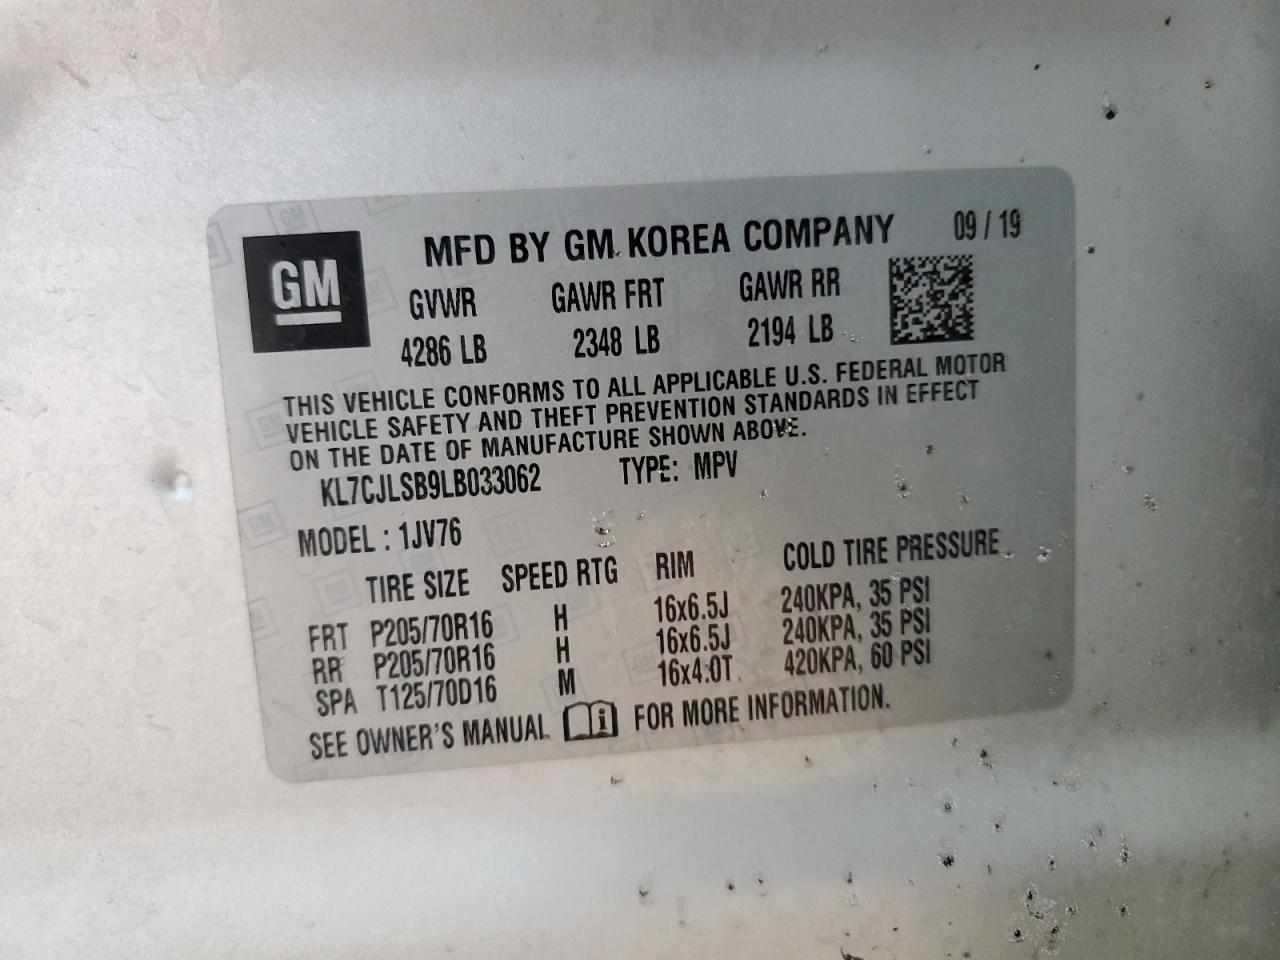 GM
MFD BY GM KOREA COMPANY 09 / 19
GVWR GAWR FRT GAWR RR
4286 LB 2348 LB 2194 LB
THIS VEHICLE CONFORMS TO ALL APPLICABLE U.S. FEDERAL MOTOR
VEHICLE SAFETY AND THEFT PREVENTION STANDARDS IN EFFECT
ON THE DATE OF MANUFACTURE SHOWN ABOVE.
KL7CJLSB9LB033062 TYPE: MPV
MODEL : 1JV76
TIRE SIZE SPEED RTG RIM COLD TIRE PRESSURE
FRT P205/70R16 H 16x6.5J 240KPA, 35 PSI
RR P205/70R16 H 16x6.5J 240KPA, 35 PSI
SPA T125/70D16 M 16x4.0T 420KPA, 60 PSI
SEE OWNER'S MANUAL i FOR MORE INFORMATION.